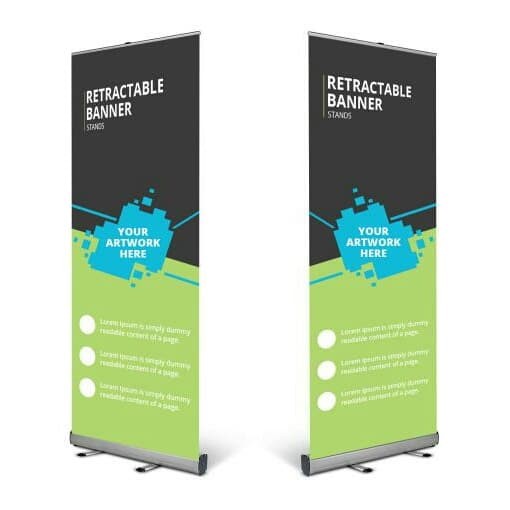 RETRACTABLE
BANNER
STANDS
YOUR
ARTWORK
HERE
Lorem Ipsum is simply dummy
readable content of a page.
Lorem Ipsum is simply dummy
readable content of a page.
Lorem Ipsum is simply dummy
readable content of a page.
RETRACTABLE
BANNER
STANDS
YOUR
ARTWORK
HERE
Lorem Ipsum is simply dummy
readable content of a page.
Lorem Ipsum is simply dummy
readable content of a page.
Lorem Ipsum is simply dummy
readable content of a page.